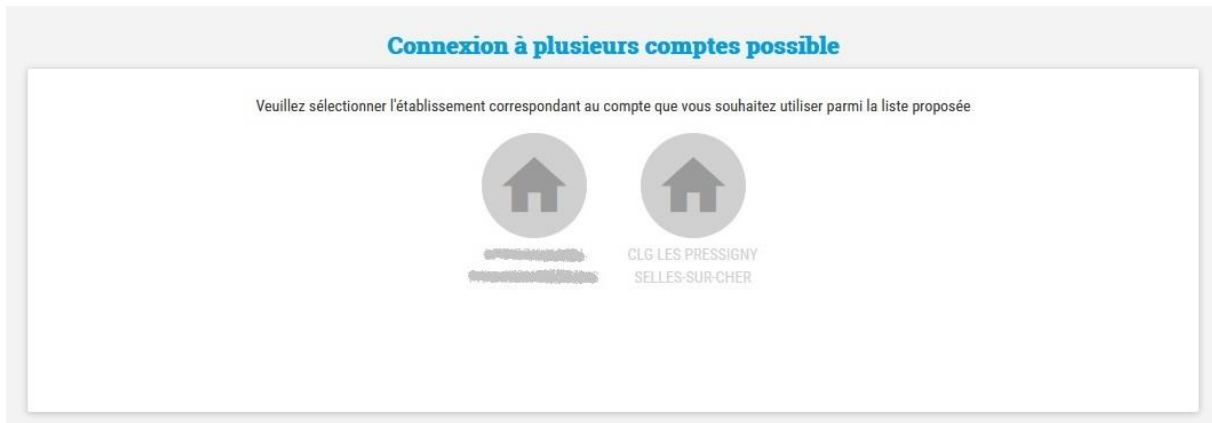 Connexion à plusieurs comptes possible
Veuillez sélectionner l'établissement correspondant au compte que vous souhaitez utiliser parmi la liste proposée
CLG LES PRESSIGNY
SELLES-SUR-CHER